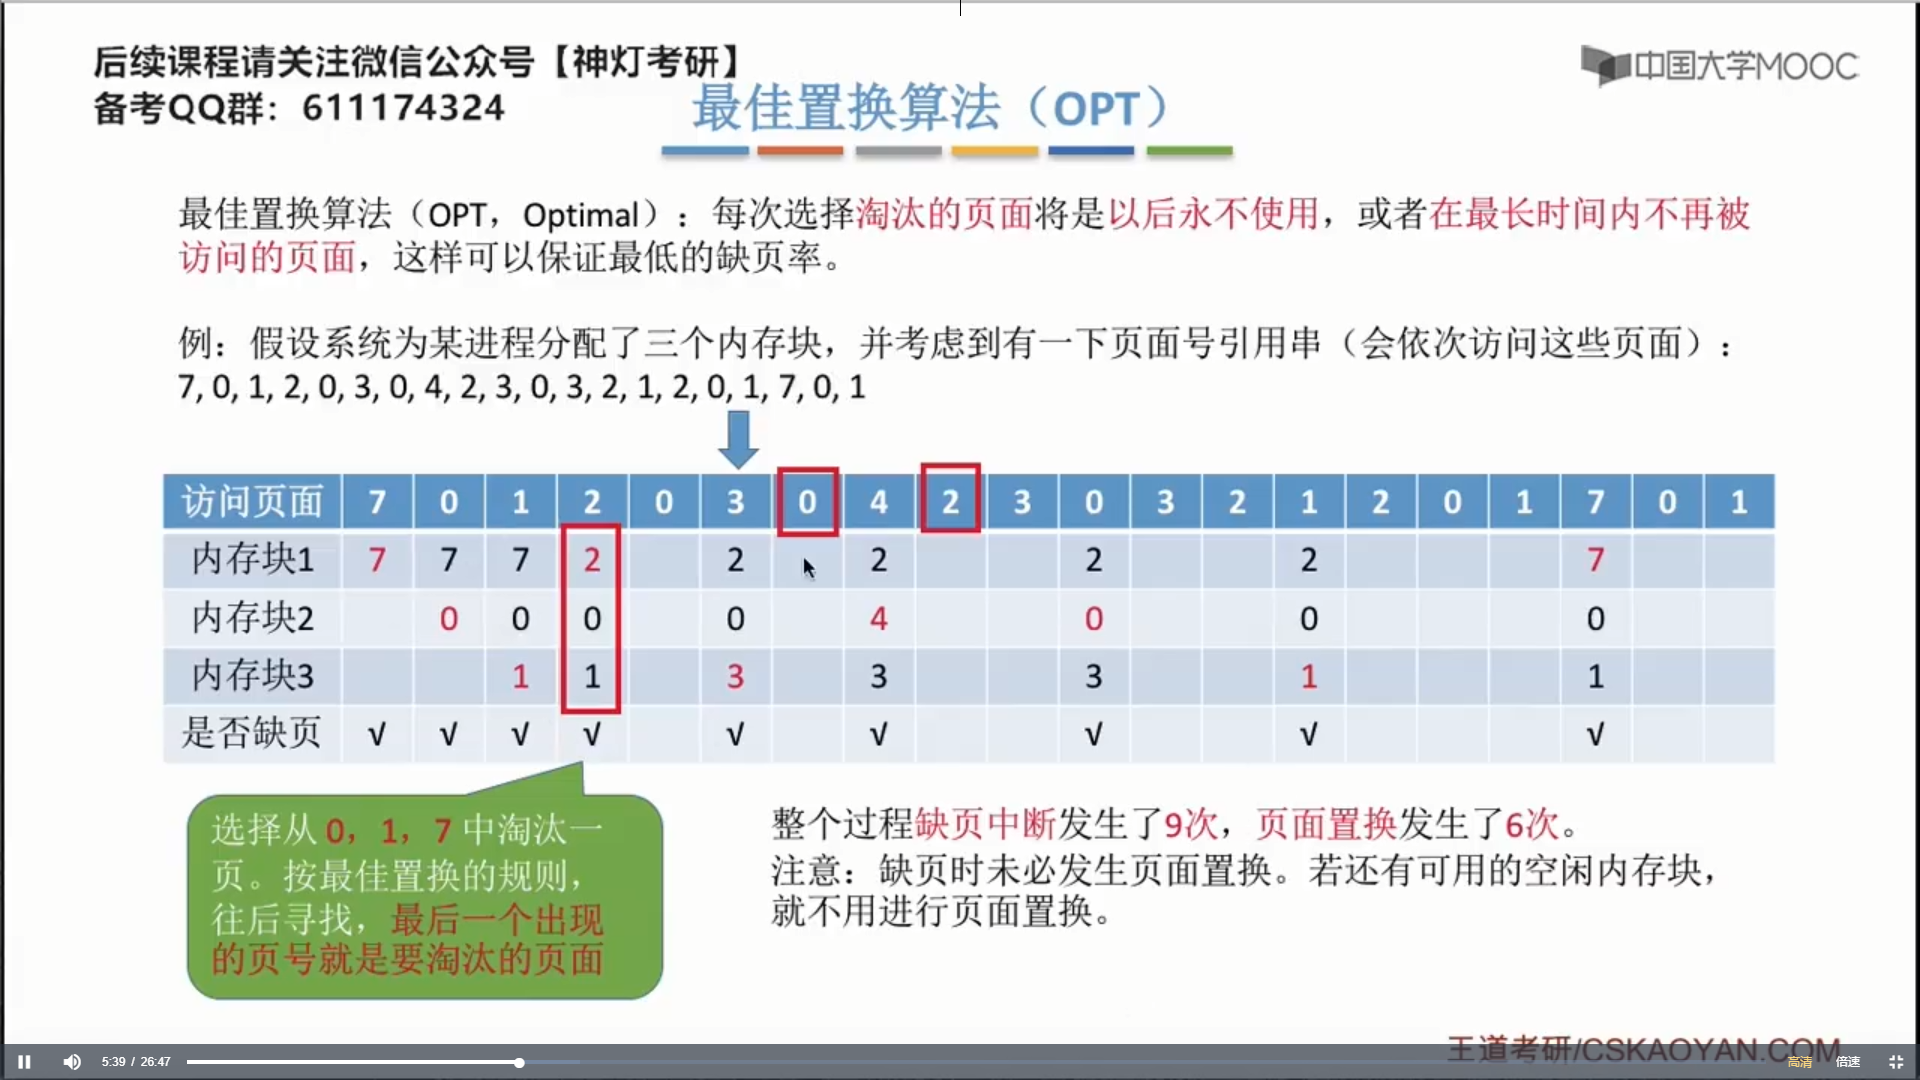 后续课程请关注微信公众号【神灯考研】
备考QQ群：611174324
中国大学MOOC
最佳置换算法（OPT）
最佳置换算法（OPT，Optimal）：每次选择淘汰的页面将是以后永不使用，或者在最长时间内不再被
访问的页面，这样可以保证最低的缺页率。
例：假设系统为某进程分配了三个内存块，并考虑到有一下页面号引用串（会依次访问这些页面）：
7, 0, 1, 2, 0, 3, 0, 4, 2, 3, 0, 3, 2, 1, 2, 0, 1, 7, 0, 1
访问页面 7 0 1 2 0 3 0 4 2 3 0 3 2 1 2 0 1 7 0 1
内存块1 7 7 7 2 2 2 2 2 7
内存块2 0 0 0 0 4 0 0 0
内存块3 1 1 3 3 3 1 1
是否缺页 √ √ √ √ √ √ √ √ √
选择从 0，1，7 中淘汰一
页。按最佳置换的规则，
往后寻找，最后一个出现
的页号就是要淘汰的页面
整个过程缺页中断发生了9次，页面置换发生了6次。
注意：缺页时未必发生页面置换。若还有可用的空闲内存块，
就不用进行页面置换。
王道考研/CSKAOYAN.COM
5:39 / 26:47
高清 倍速